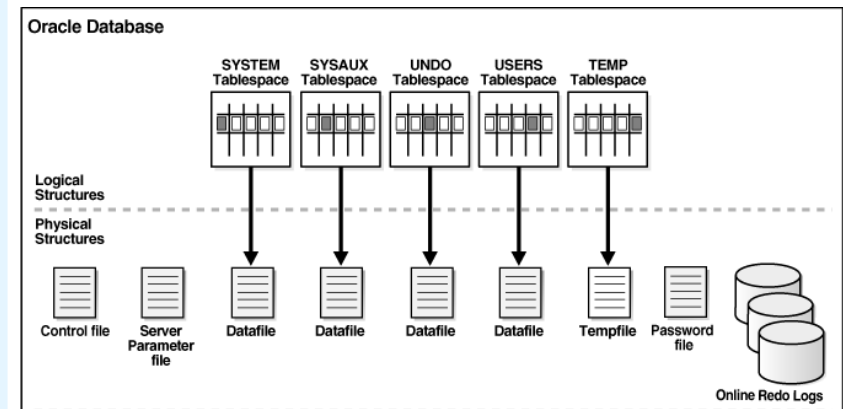 Oracle Database
SYSTEM
Tablespace
SYSAUX
Tablespace
UNDO
Tablespace
USERS
Tablespace
TEMP
Tablespace
Logical
Structures
Physical
Structures
Control file
Server
Parameter
file
Datafile
Datafile
Datafile
Datafile
Tempfile
Password
file
Online Redo Logs